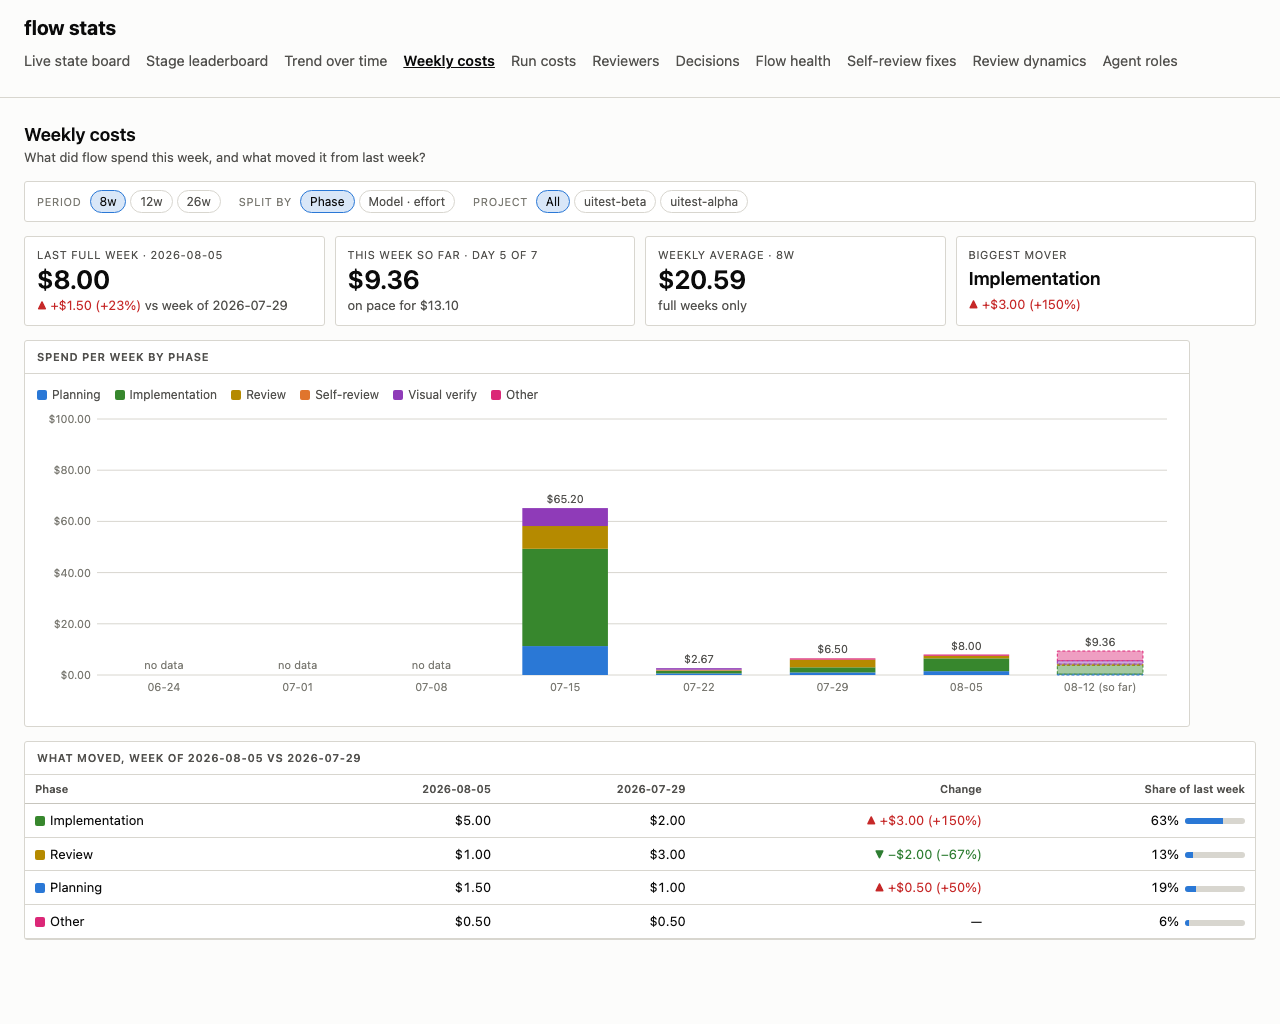 flow stats
Live state board Stage leaderboard Trend over time Weekly costs Run costs Reviewers Decisions Flow health Self-review fixes Review dynamics Agent roles
Weekly costs
What did flow spend this week, and what moved it from last week?
PERIOD 8w 12w 26w SPLIT BY Phase Model · effort PROJECT All uitest-beta uitest-alpha
LAST FULL WEEK · 2026-08-05
$8.00
▲ +$1.50 (+23%) vs week of 2026-07-29
THIS WEEK SO FAR · DAY 5 OF 7
$9.36
on pace for $13.10
WEEKLY AVERAGE · 8W
$20.59
full weeks only
BIGGEST MOVER
Implementation
▲ +$3.00 (+150%)
SPEND PER WEEK BY PHASE
Planning Implementation Review Self-review Visual verify Other
$100.00
$80.00
$60.00
$40.00
$20.00
$0.00
no data no data no data $65.20 $2.67 $6.50 $8.00 $9.36
06-24 07-01 07-08 07-15 07-22 07-29 08-05 08-12 (so far)
WHAT MOVED, WEEK OF 2026-08-05 VS 2026-07-29
Phase 2026-08-05 2026-07-29 Change Share of last week
Implementation $5.00 $2.00 ▲ +$3.00 (+150%) 63%
Review $1.00 $3.00 ▼ −$2.00 (−67%) 13%
Planning $1.50 $1.00 ▲ +$0.50 (+50%) 19%
Other $0.50 $0.50 — 6%